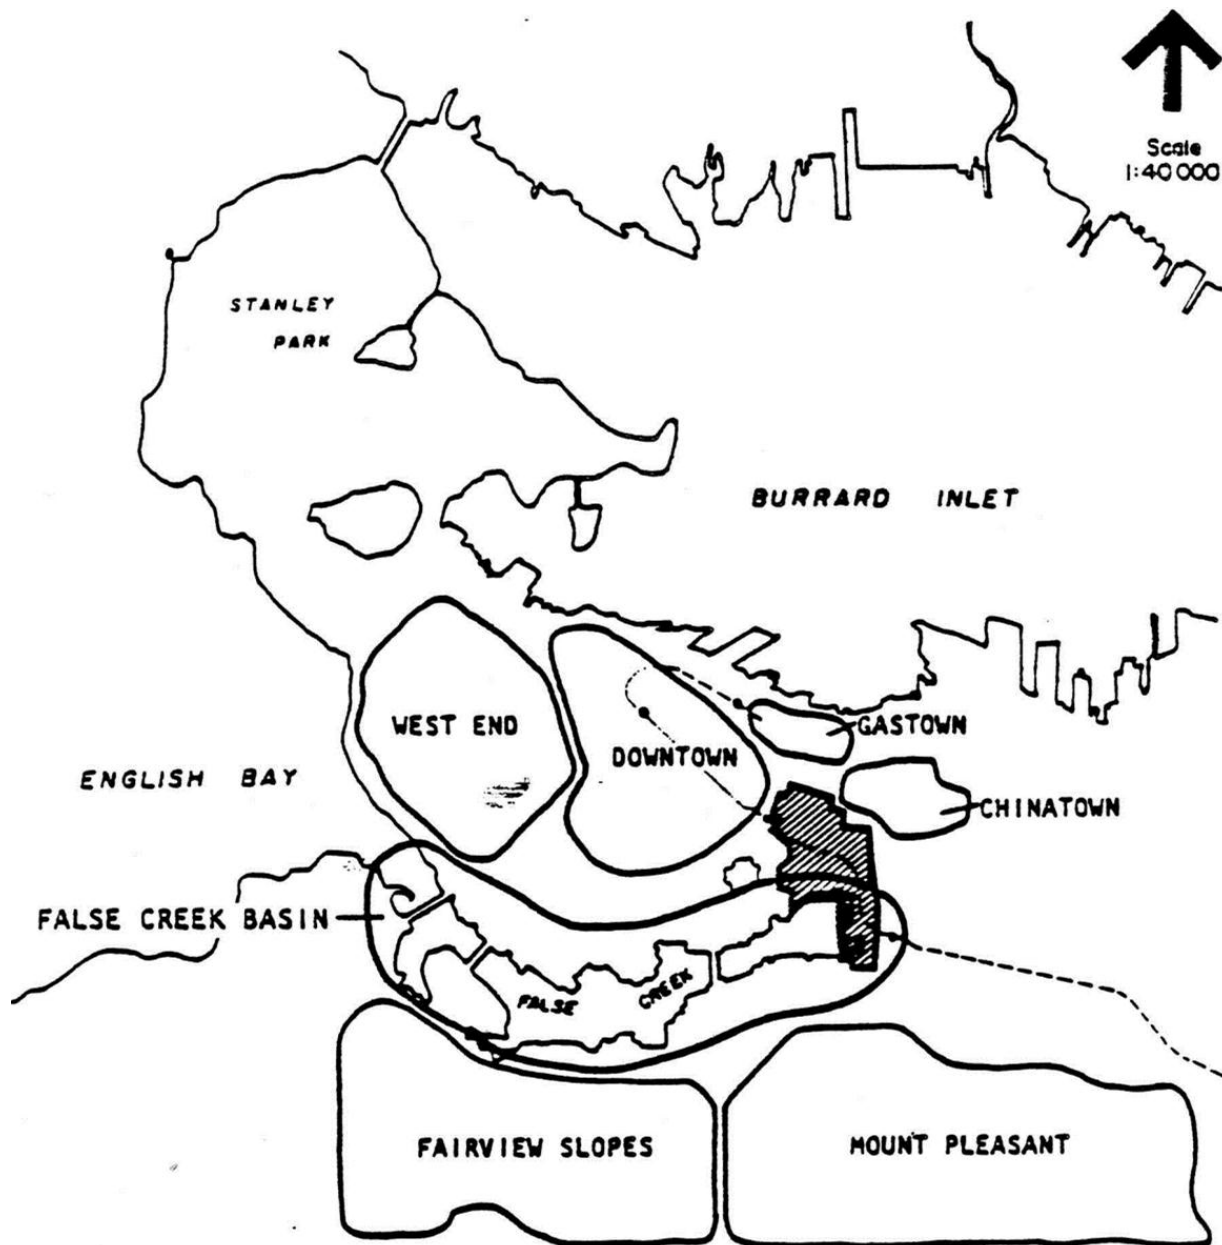 Scale
1:40 000
STANLEY
PARK
BURRARD INLET
WEST END
DOWNTOWN
GASTOWN
ENGLISH BAY
CHINATOWN
FALSE CREEK BASIN
FALSE
CREEK
FAIRVIEW SLOPES
MOUNT PLEASANT